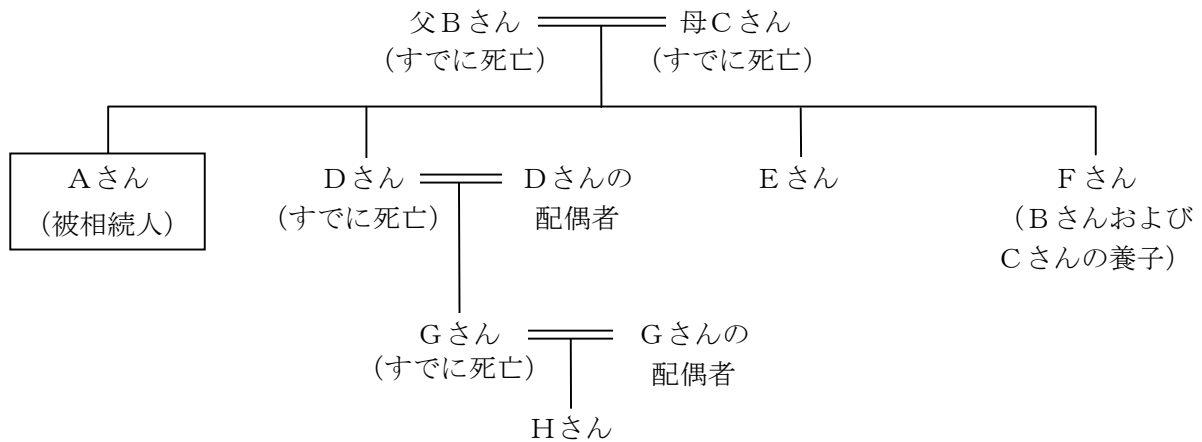 父Bさん 母Cさん
(すでに死亡) (すでに死亡)
Aさん Dさん Dさんの Eさん Fさん
(被相続人) (すでに死亡) 配偶者 (Bさんおよび
Cさんの養子)
Gさん Gさんの
(すでに死亡) 配偶者
Hさん